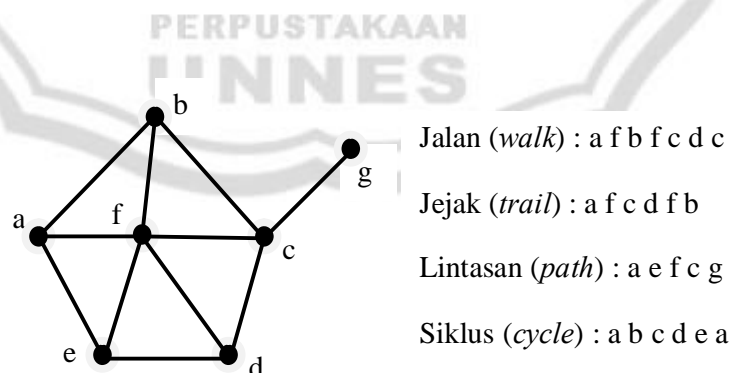 PERPUSTAKAAN
UNNES
b
g
a
f
c
e
d
Jalan (walk) : a f b f c d c
Jejak (trail) : a f c d f b
Lintasan (path) : a e f c g
Siklus (cycle) : a b c d e a